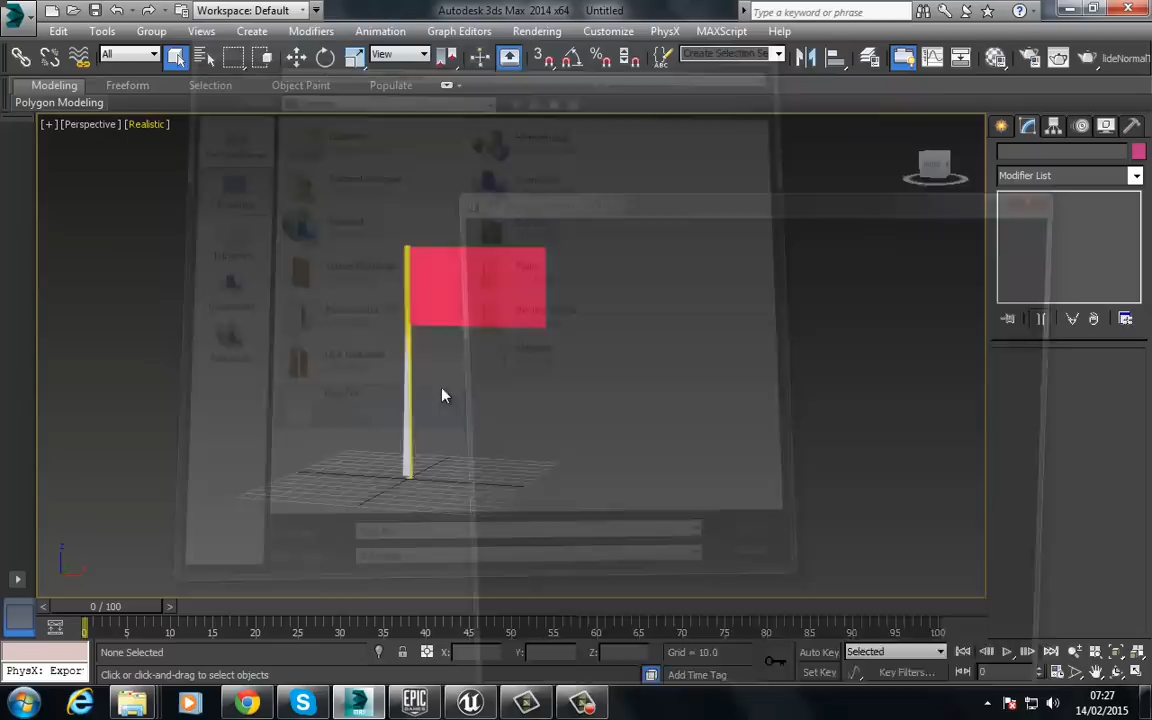 Workspace: Default
Autodesk 3ds Max 2014 x64
Untitled
Type a keyword or phrase
Edit
Tools
Group
Views
Create
Modifiers
Animation
Graph Editors
Rendering
Customize
PhysX
MAXScript
Help
All
View
Create Selection Se
lideNormal
Modeling
Freeform
Selection
Object Paint
Populate
Polygon Modeling
[+] [Perspective] [Realistic]
Modifier List
0 / 100
5 10 15 20 25 30 35 40 45 50 55 60 65 70 75 80 85 90 95 100
None Selected
X:
Y:
Z:
Grid = 10.0
Auto Key
Selected
PhysX: Expor
Click or click-and-drag to select objects
Add Time Tag
Set Key
Key Filters...
0
07:27
14/02/2015